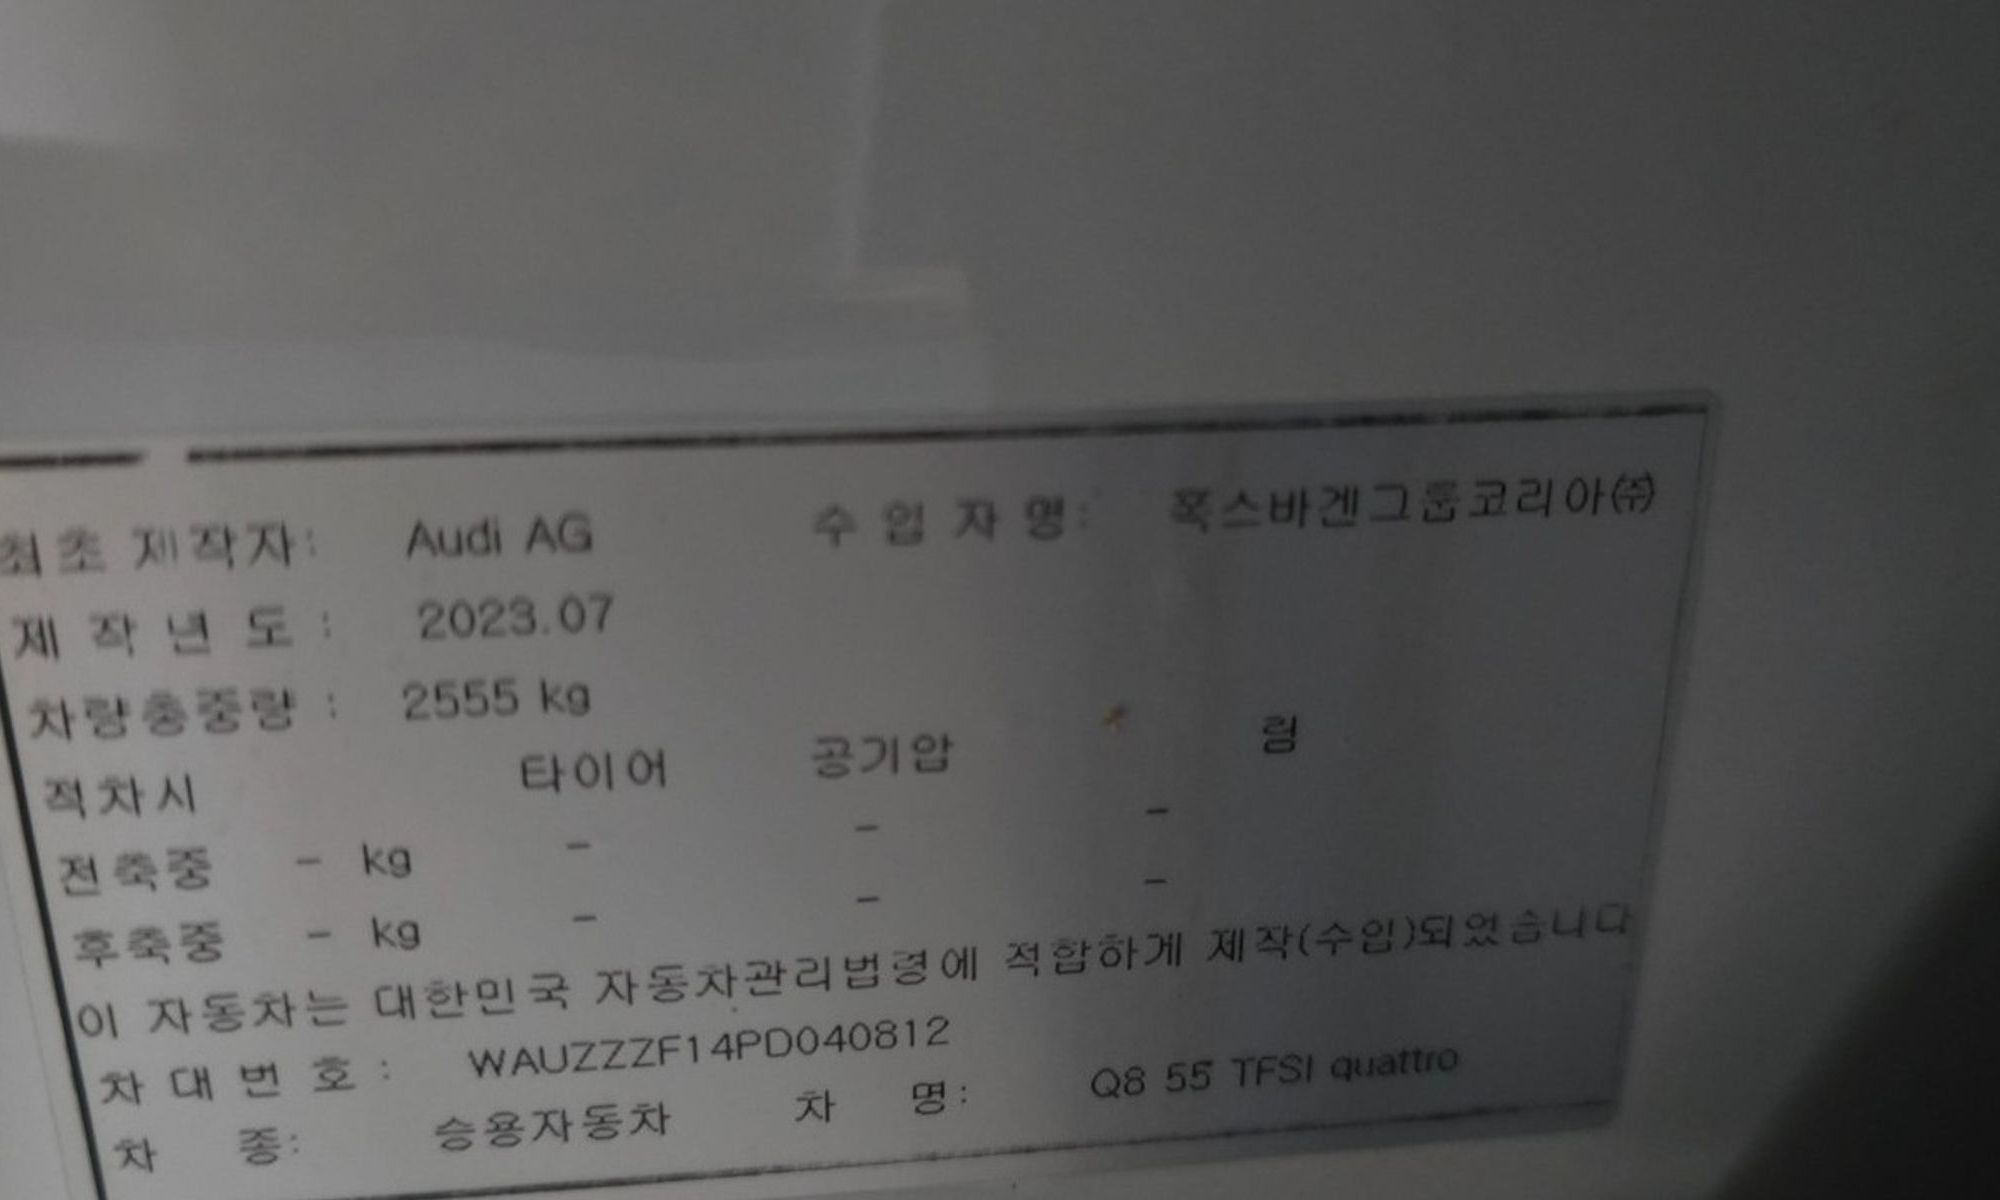 최초 제작자: Audi AG 수 입 자 명: 폭스바겐그룹코리아㈜
제 작 년 도 : 2023.07
차량총중량 : 2555 kg
적차시 타이어 공기압 림
전축중 - kg - - -
후축중 - kg - - -
이 자동차는 대한민국 자동차관리법령에 적합하게 제작(수입)되었습니다
차 대 번 호 : WAUZZZF14PD040812
차 종: 승용자동차 차 명: Q8 55 TFSI quattro